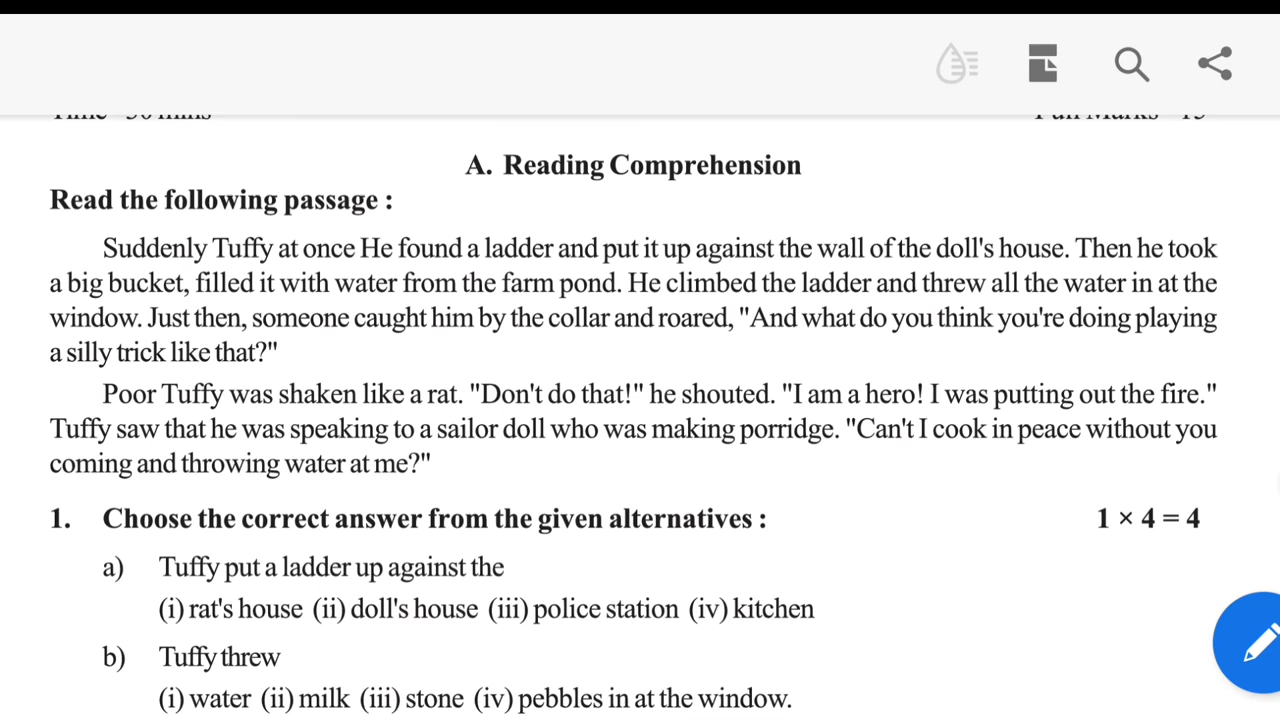 A. Reading Comprehension
Read the following passage :
Suddenly Tuffy at once He found a ladder and put it up against the wall of the doll's house. Then he took
a big bucket, filled it with water from the farm pond. He climbed the ladder and threw all the water in at the
window. Just then, someone caught him by the collar and roared, "And what do you think you're doing playing
a silly trick like that?"
Poor Tuffy was shaken like a rat. "Don't do that!" he shouted. "I am a hero! I was putting out the fire."
Tuffy saw that he was speaking to a sailor doll who was making porridge. "Can't I cook in peace without you
coming and throwing water at me?"
1. Choose the correct answer from the given alternatives : 1 × 4 = 4
a) Tuffy put a ladder up against the
(i) rat's house (ii) doll's house (iii) police station (iv) kitchen
b) Tuffy threw
(i) water (ii) milk (iii) stone (iv) pebbles in at the window.